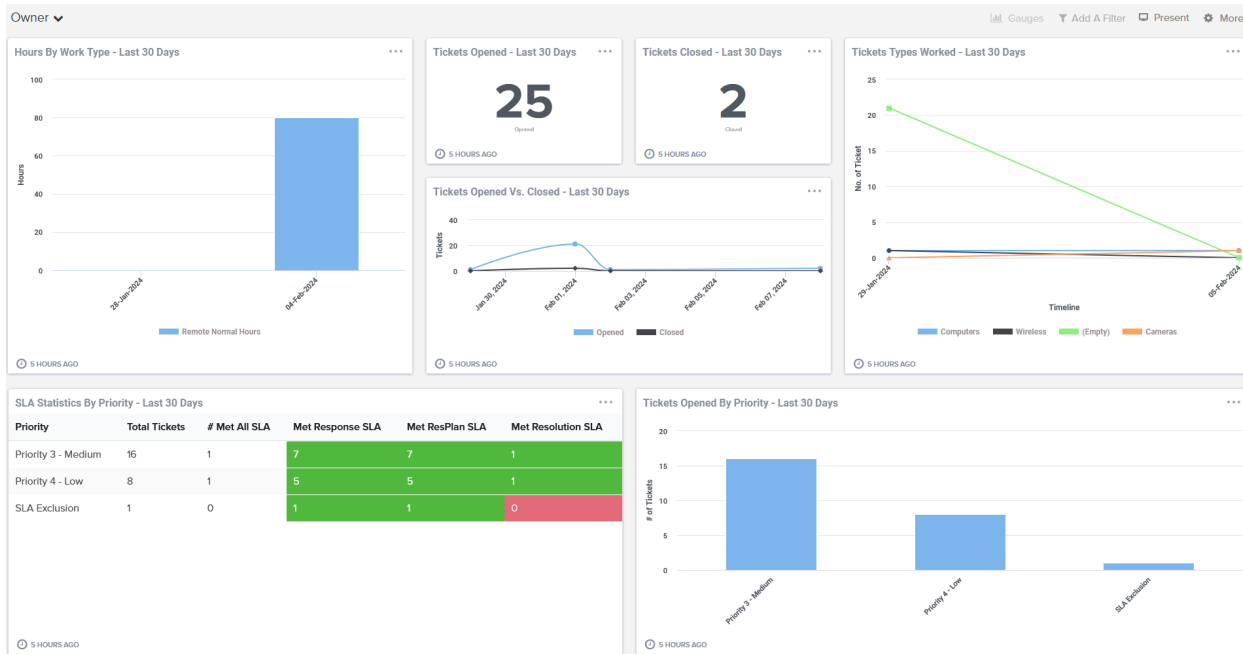 Owner
Gauges Add A Filter Present More
Hours By Work Type - Last 30 Days
100
80
60
40
20
0
Hours
28-Jan-2024
04-Feb-2024
Remote Normal Hours
5 HOURS AGO
Tickets Opened - Last 30 Days
25
Opened
5 HOURS AGO
Tickets Closed - Last 30 Days
2
Closed
5 HOURS AGO
Tickets Opened Vs. Closed - Last 30 Days
40
20
0
Tickets
Jan 30, 2024
Feb 01, 2024
Feb 03, 2024
Feb 05, 2024
Feb 07, 2024
Opened Closed
5 HOURS AGO
Tickets Types Worked - Last 30 Days
25
20
15
10
5
0
No. of Ticket
29-Jan-2024
05-Feb-2024
Timeline
Computers Wireless (Empty) Cameras
5 HOURS AGO
SLA Statistics By Priority - Last 30 Days
Priority Total Tickets # Met All SLA Met Response SLA Met ResPlan SLA Met Resolution SLA
Priority 3 - Medium 16 1 7 7 1
Priority 4 - Low 8 1 5 5 1
SLA Exclusion 1 0 1 1 0
5 HOURS AGO
Tickets Opened By Priority - Last 30 Days
20
15
10
5
0
# of Tickets
Priority 3 - Medium
Priority 4 - Low
SLA Exclusion
5 HOURS AGO